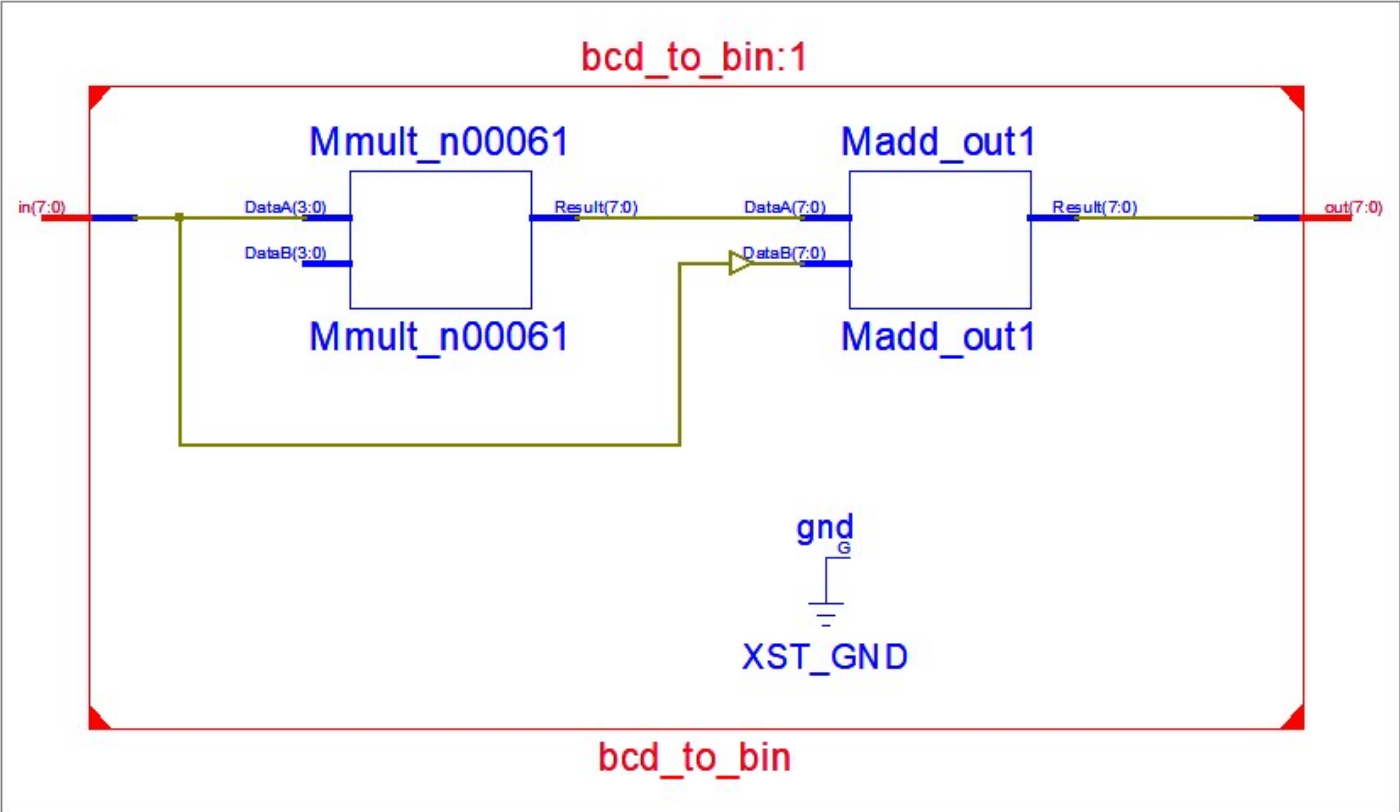 bcd_to_bin:1
Mmult_n00061
Madd_out1
in(7:0)
DataA(3:0)
Result(7:0)
DataA(7:0)
Result(7:0)
out(7:0)
DataB(3:0)
DataB(7:0)
Mmult_n00061
Madd_out1
gnd
G
XST_GND
bcd_to_bin